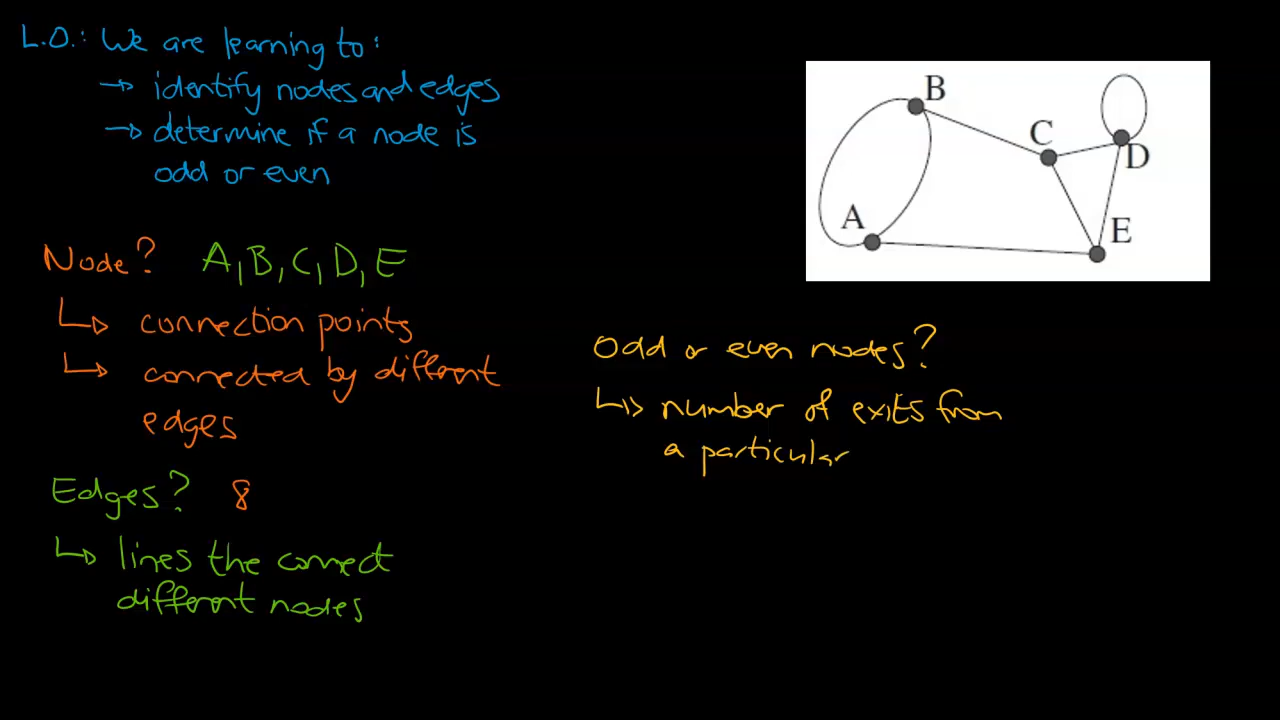 L.O.: We are learning to:
→ identify nodes and edges
→ determine if a node is
odd or even
Node? A, B, C, D, E
↳ connection points
↳ connected by different
edges
Edges? 8
↳ lines the connect
different nodes
B
C
D
A
E
Odd or even nodes?
↳ number of exits from
a particular